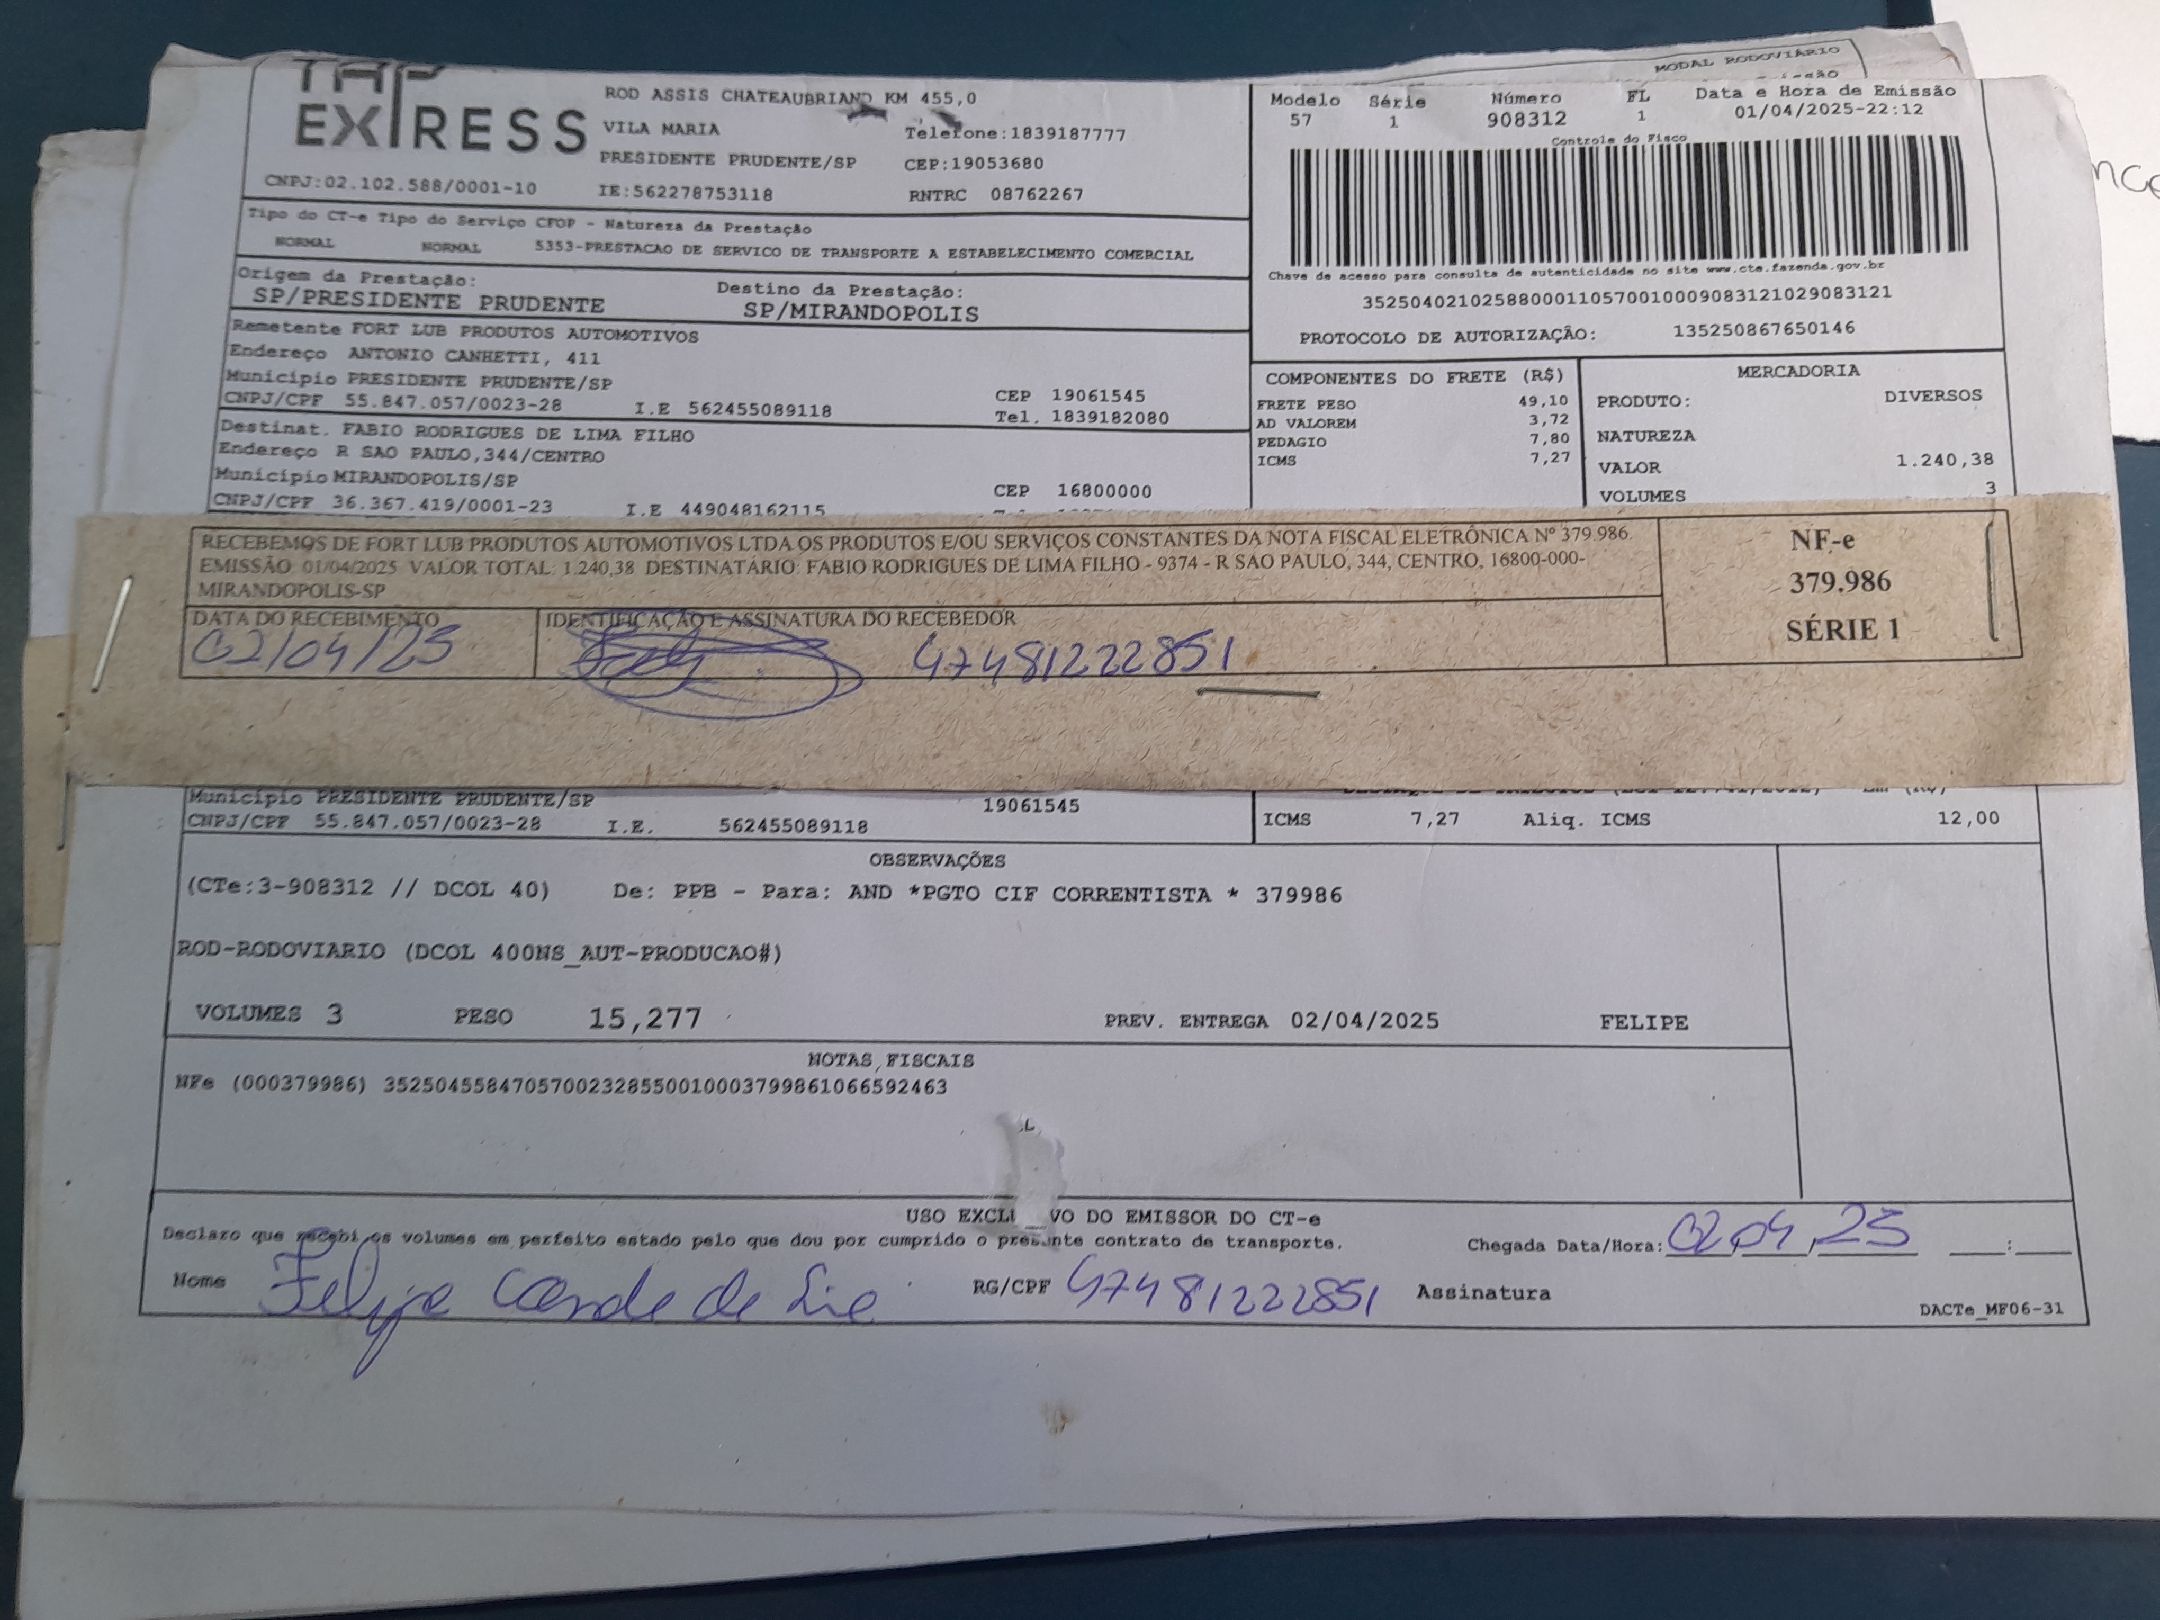 EXPRESS
ROD ASSIS CHATEAUBRIAND KM 455,0
VILA MARIA Telefone:1839187777
PRESIDENTE PRUDENTE/SP CEP:19053680
CNPJ:02.102.588/0001-10 IE:562278753118 RNTRC 08762267
Tipo do CT-e Tipo do Serviço CFOP - Natureza da Prestação
NORMAL NORMAL 5353-PRESTACAO DE SERVICO DE TRANSPORTE A ESTABELECIMENTO COMERCIAL
Origem da Prestação: Destino da Prestação:
SP/PRESIDENTE PRUDENTE SP/MIRANDOPOLIS
Remetente FORT LUB PRODUTOS AUTOMOTIVOS
Endereço ANTONIO CANHETTI, 411
Município PRESIDENTE PRUDENTE/SP CEP 19061545
CNPJ/CPF 55.847.057/0023-28 I.E 562455089118 Tel. 1839182080
Destinat. FABIO RODRIGUES DE LIMA FILHO
Endereço R SAO PAULO,344/CENTRO
Município MIRANDOPOLIS/SP CEP 16800000
CNPJ/CPF 36.367.419/0001-23 I.E 449048162115
MODAL RODOVIÁRIO
Modelo Série Número FL Data e Hora de Emissão
57 1 908312 1 01/04/2025-22:12
Controle do Fisco
Chave de acesso para consulta de autenticidade no site www.cte.fazenda.gov.br
35250402102588000110570010009083121029083121
PROTOCOLO DE AUTORIZAÇÃO: 135250867650146
COMPONENTES DO FRETE (R$)
FRETE PESO 49,10
AD VALOREM 3,72
PEDAGIO 7,80
ICMS 7,27
MERCADORIA
PRODUTO: DIVERSOS
NATUREZA
VALOR 1.240,38
VOLUMES 3
RECEBEMOS DE FORT LUB PRODUTOS AUTOMOTIVOS LTDA OS PRODUTOS E/OU SERVIÇOS CONSTANTES DA NOTA FISCAL ELETRÔNICA Nº 379.986.
EMISSÃO: 01/04/2025 VALOR TOTAL: 1.240,38 DESTINATÁRIO: FABIO RODRIGUES DE LIMA FILHO - 9374 - R SAO PAULO, 344, CENTRO, 16800-000-
MIRANDOPOLIS-SP
DATA DO RECEBIMENTO IDENTIFICAÇÃO E ASSINATURA DO RECEBEDOR
02/04/25 47481222851
NF-e
379.986
SÉRIE 1
Município PRESIDENTE PRUDENTE/SP 19061545
CNPJ/CPF 55.847.057/0023-28 I.E. 562455089118
ICMS 7,27 Aliq. ICMS 12,00
OBSERVAÇÕES
(CTe:3-908312 // DCOL 40) De: PPB - Para: AND *PGTO CIF CORRENTISTA * 379986
ROD-RODOVIARIO (DCOL 400NS_AUT-PRODUCAO#)
VOLUMES 3 PESO 15,277 PREV. ENTREGA 02/04/2025 FELIPE
NOTAS FISCAIS
NFe (000379986) 35250455847057002328550010003799861066592463
USO EXCLU VO DO EMISSOR DO CT-e
Declaro que recebi os volumes em perfeito estado pelo que dou por cumprido o presente contrato de transporte. Chegada Data/Hora: 02,04,25 :
Nome Felipe de RG/CPF 47481222851 Assinatura
DACTe_MF06-31